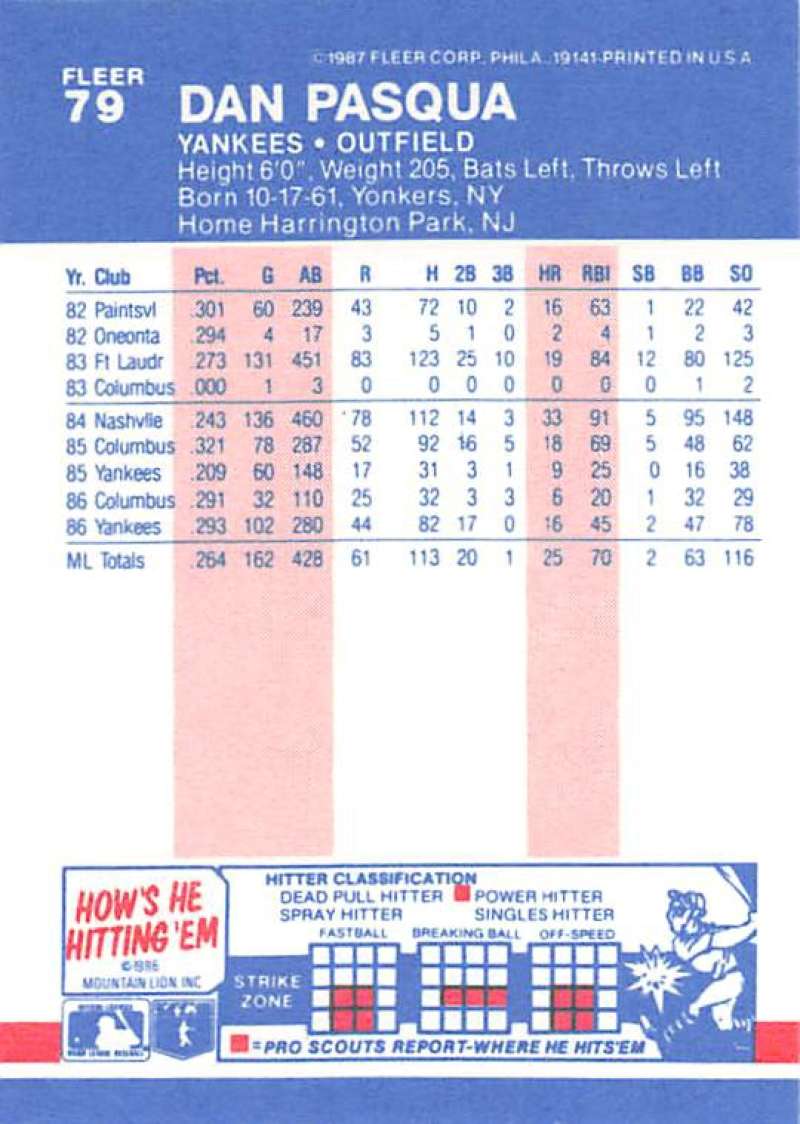 ©1987 FLEER CORP. PHILA. 19141-PRINTED IN U S A
FLEER
79 DAN PASQUA
YANKEES • OUTFIELD
Height 6'0", Weight 205, Bats Left, Throws Left
Born 10-17-61, Yonkers, NY
Home Harrington Park, NJ
Yr. Club Pct. G AB R H 2B 3B HR RBI SB BB SO
82 Paintsvl .301 60 239 43 72 10 2 16 63 1 22 42
82 Oneonta .294 4 17 3 5 1 0 2 4 1 2 3
83 Ft Laudr .273 131 451 83 123 25 10 19 84 12 80 125
83 Columbus .000 1 3 0 0 0 0 0 0 0 1 2
84 Nashvlle .243 136 460 78 112 14 3 33 91 5 95 148
85 Columbus .321 78 287 52 92 16 5 18 69 5 48 62
85 Yankees .209 60 148 17 31 3 1 9 25 0 16 38
86 Columbus .291 32 110 25 32 3 3 6 20 1 32 29
86 Yankees .293 102 280 44 82 17 0 16 45 2 47 78
ML Totals .264 162 428 61 113 20 1 25 70 2 63 116
HOW'S HE
HITTING 'EM
©1986
MOUNTAIN LION, INC
HITTER CLASSIFICATION
DEAD PULL HITTER POWER HITTER
SPRAY HITTER SINGLES HITTER
FASTBALL BREAKING BALL OFF-SPEED
STRIKE
ZONE
=PRO SCOUTS REPORT-WHERE HE HITS'EM
MAJOR LEAGUE BASEBALL